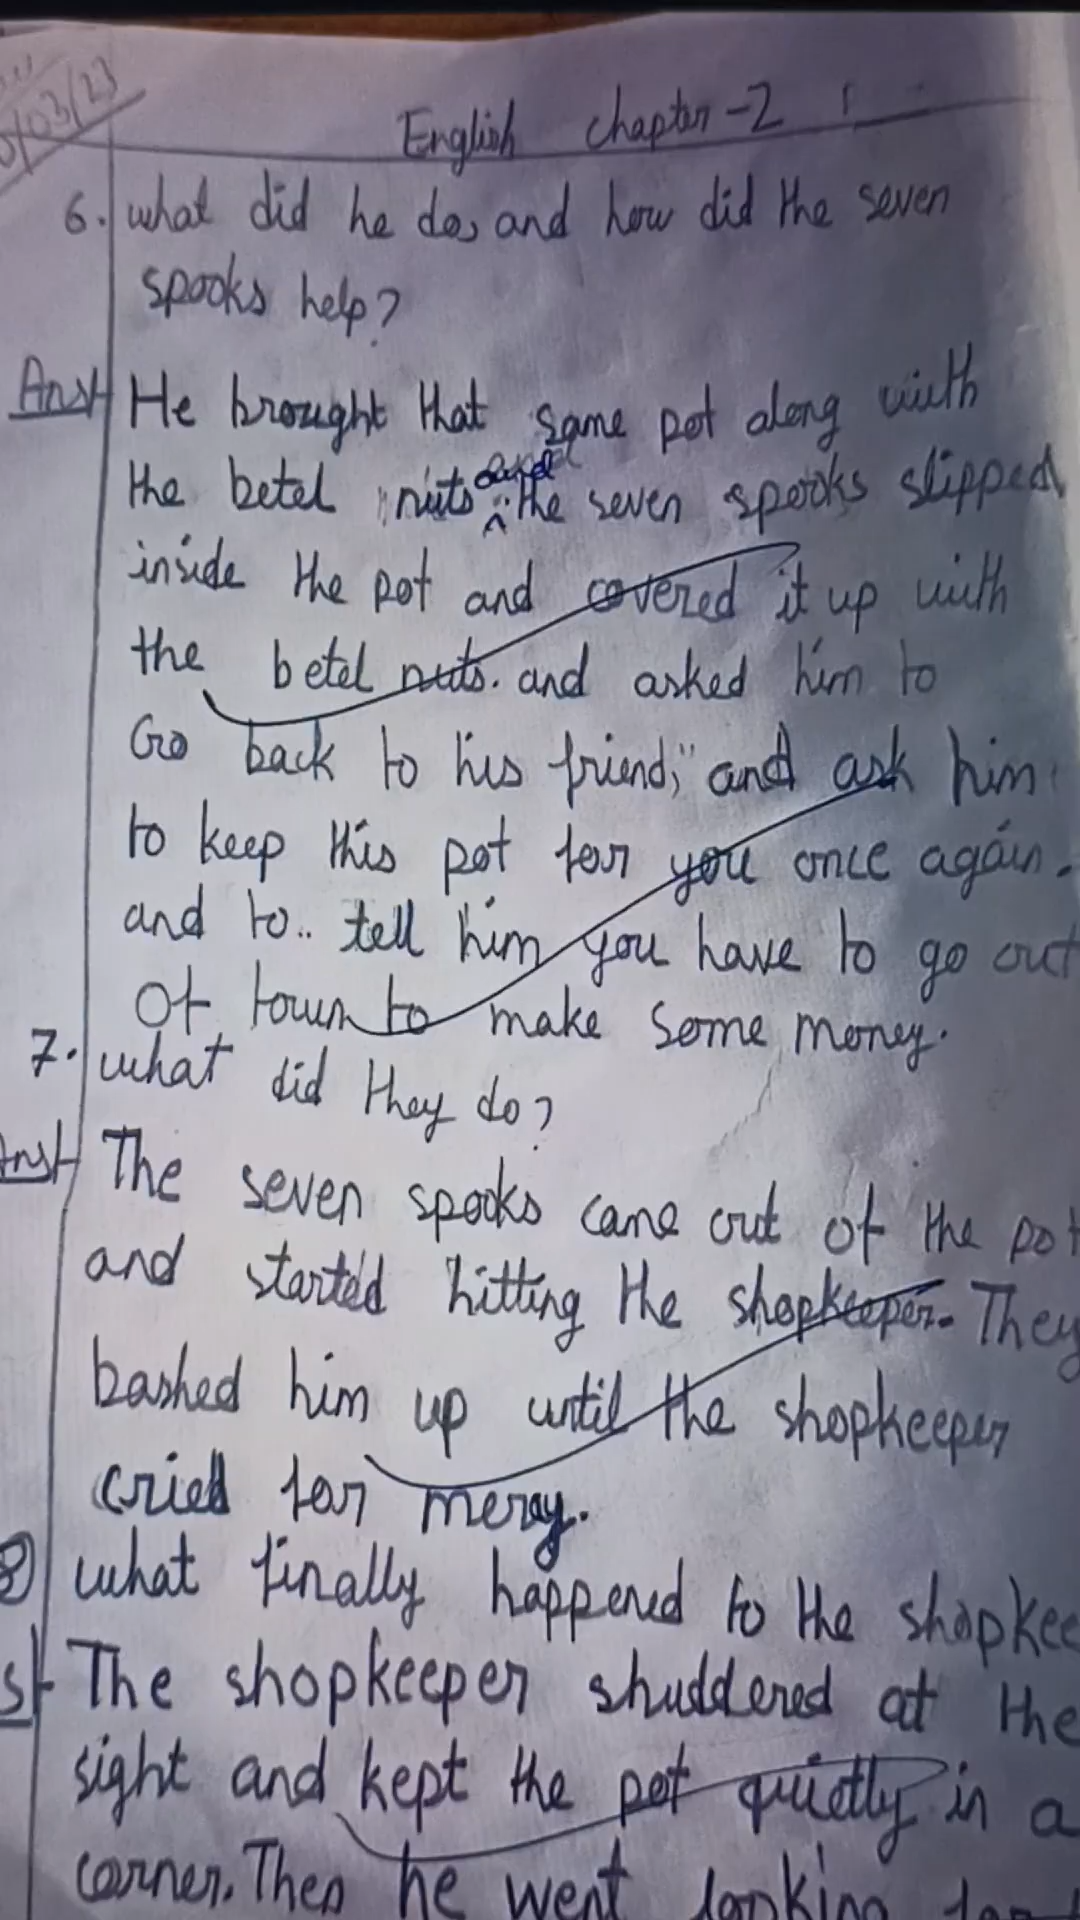 03/23
English chapter-2
6. what did he do, and how did the seven
spooks help?
Ans:- He brought that same pot along with
the betel nuts and the seven spooks slipped
inside the pot and covered it up with
the betel nuts. and asked him to
Go back to his friend," and ask him
to keep this pot for you once again.
and to.. tell him you have to go out
of town to make some money.
7. what did they do?
Ans:- The seven spooks came out of the pot
and started hitting the shopkeeper. They
bashed him up until the shopkeeper
cried for mercy.
8) what finally happened to the shopkee
s:- The shopkeeper shuddered at the
sight and kept the pot quietly in a
corner. Then he went looking for